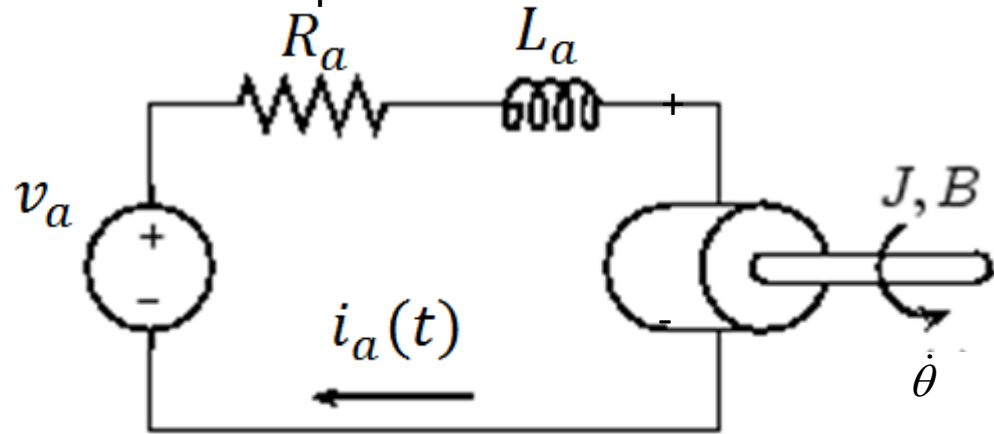 R_a
L_a
+
v_a
J, B
+
-
-
i_a(t)
θ̇